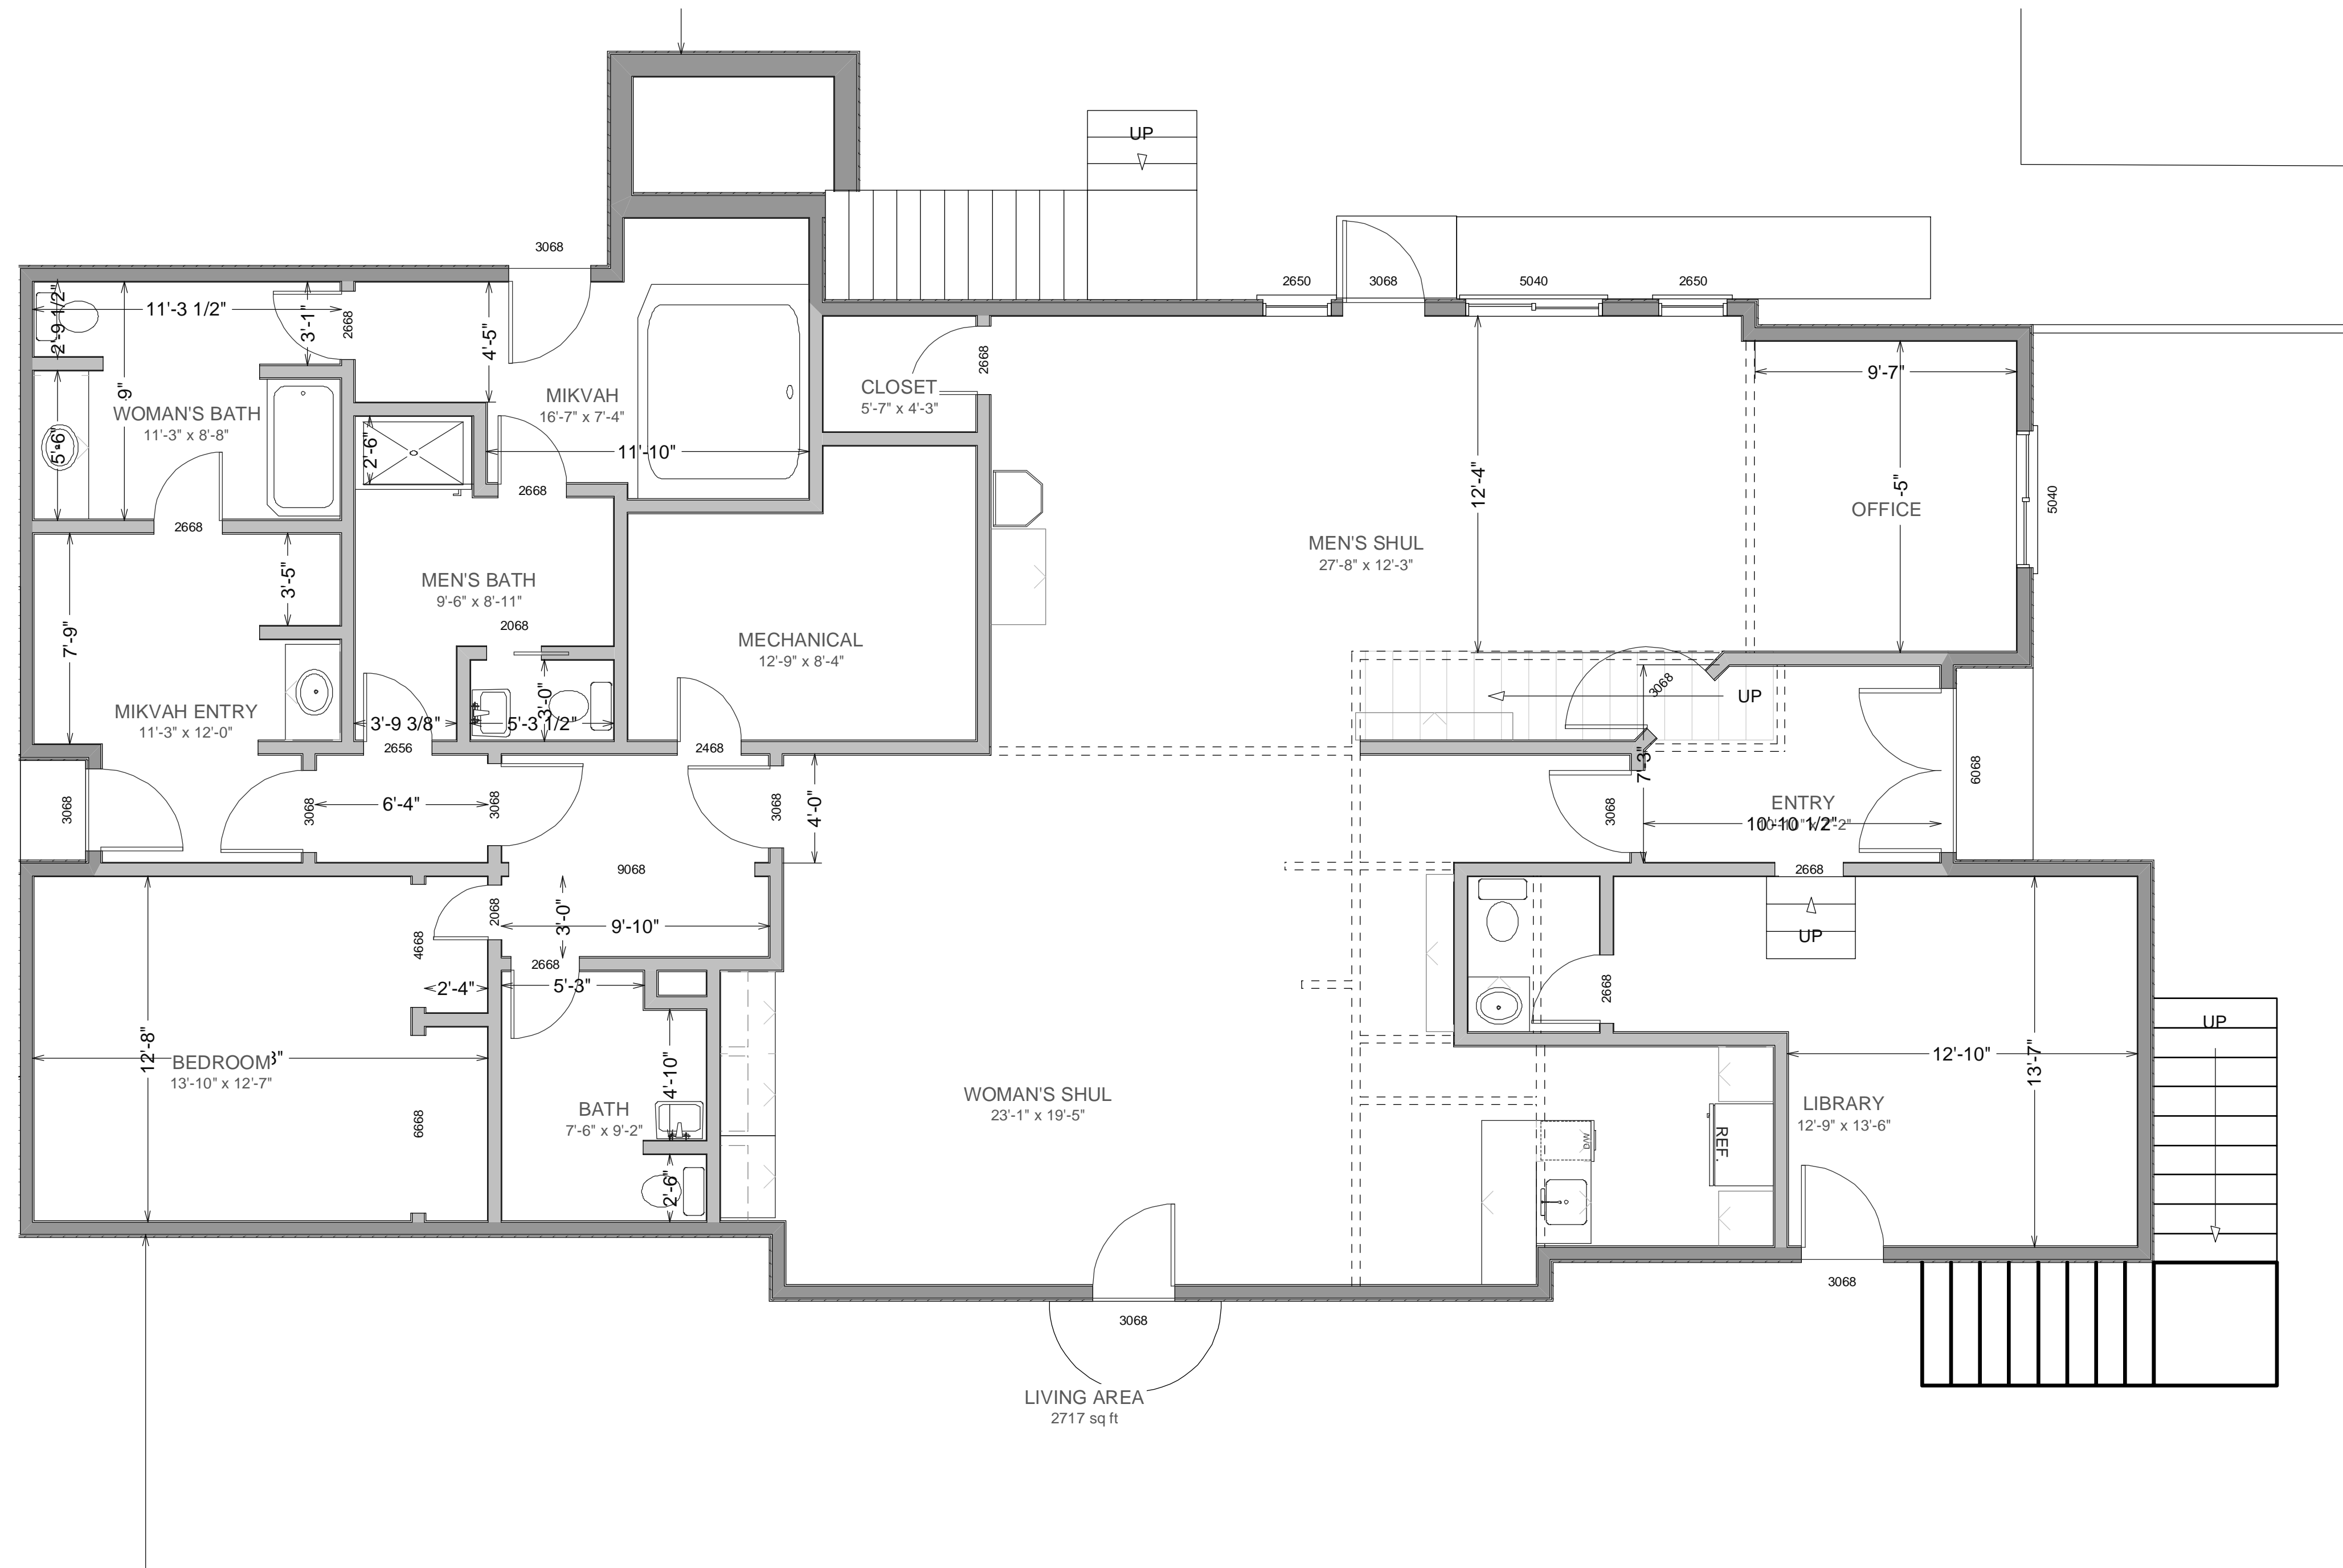 UP
3068
2650
3068
5040
2650
2'-9 1/2"
11'-3 1/2"
3'-1"
2668
4'-5"
MIKVAH
16'-7" x 7'-4"
CLOSET
5'-7" x 4'-3"
2668
9'-7"
WOMAN'S BATH
11'-3" x 8'-8"
5'-6"
2'-6"
11'-10"
12'-4"
OFFICE
5040
2668
2668
MEN'S SHUL
27'-8" x 12'-3"
3'-5"
7'-9"
MEN'S BATH
9'-6" x 8'-11"
2068
MECHANICAL
12'-9" x 8'-4"
3068
UP
3'-0"
MIKVAH ENTRY
11'-3" x 12'-0"
3'-9 3/8"
5'-3 1/2"
2656
2468
7'-3"
3068
3068
6'-4"
3068
3068
4'-0"
3068
ENTRY
10'-10 1/2"
6068
9068
2668
2068
3'-0"
9'-10"
4668
UP
2668
2'-4"
5'-3"
2668
UP
12'-8"
BEDROOM
13'-10" x 12'-7"
4'-10"
12'-10"
13'-7"
6668
BATH
7'-6" x 9'-2"
WOMAN'S SHUL
23'-1" x 19'-5"
D/W
REF.
LIBRARY
12'-9" x 13'-6"
2'-6"
3068
3068
LIVING AREA
2717 sq ft